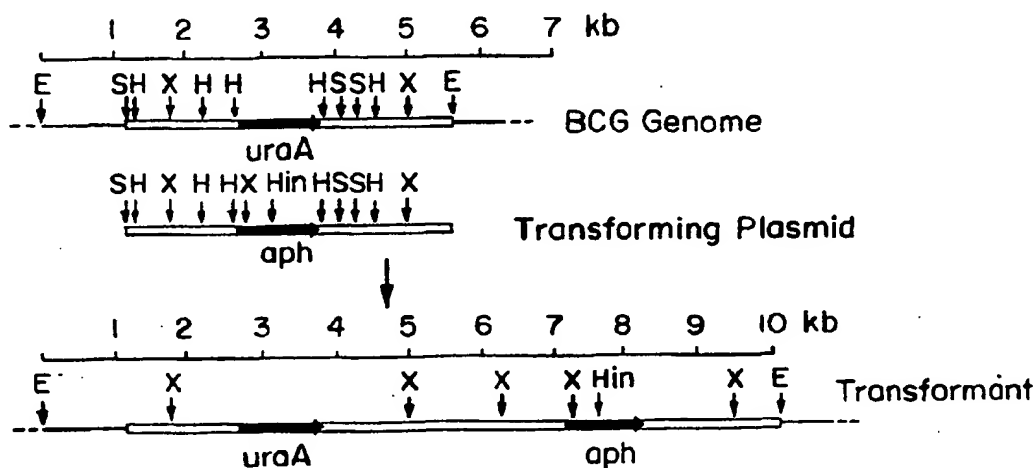 1 2 3 4 5 6 7 kb
E SH X H H HSSH X E
BCG Genome
uraA
SH X H HX Hin HSSH X
Transforming Plasmid
aph
1 2 3 4 5 6 7 8 9 10 kb
E X X X X Hin X E
Transformant
uraA aph